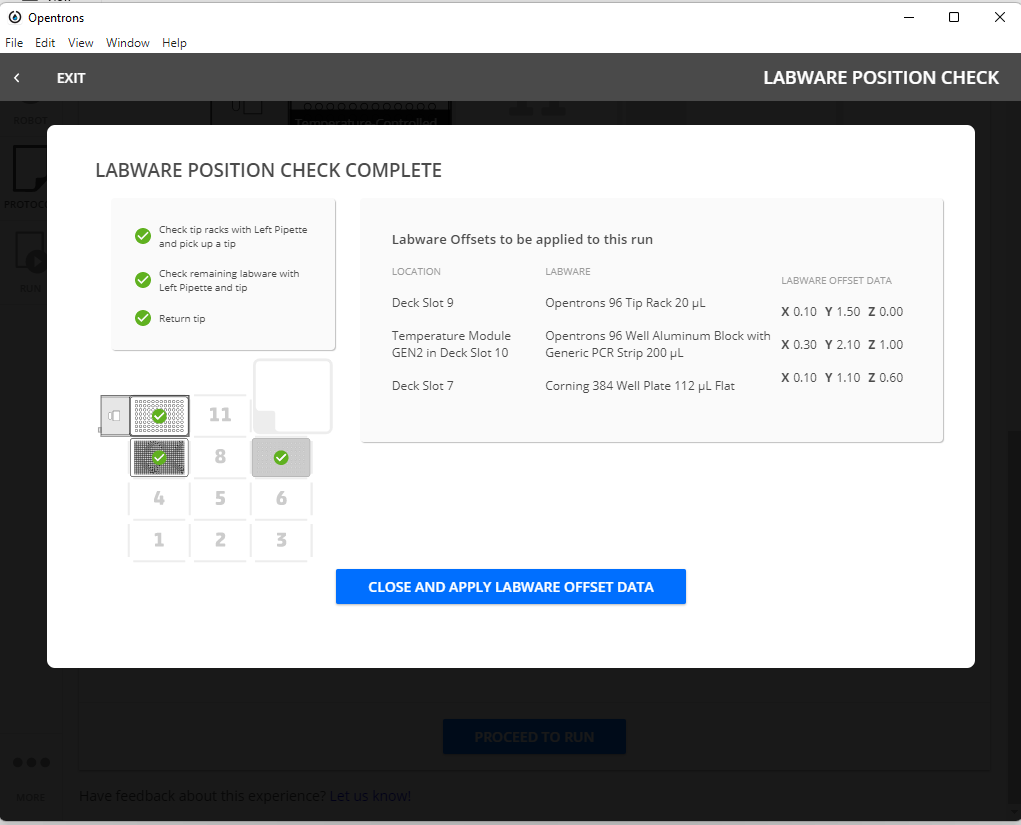 Opentrons
File Edit View Window Help
EXIT
LABWARE POSITION CHECK
ROBOT
Temperature-Controlled
LABWARE POSITION CHECK COMPLETE
Check tip racks with Left Pipette
and pick up a tip
Check remaining labware with
Left Pipette and tip
Return tip
Labware Offsets to be applied to this run
LOCATION LABWARE LABWARE OFFSET DATA
Deck Slot 9 Opentrons 96 Tip Rack 20 µL X 0.10 Y 1.50 Z 0.00
Temperature Module Opentrons 96 Well Aluminum Block with X 0.30 Y 2.10 Z 1.00
GEN2 in Deck Slot 10 Generic PCR Strip 200 µL
Deck Slot 7 Corning 384 Well Plate 112 µL Flat X 0.10 Y 1.10 Z 0.60
11
8
4 5 6
1 2 3
CLOSE AND APPLY LABWARE OFFSET DATA
RUN
PROCEED TO RUN
MORE
Have feedback about this experience? Let us know!